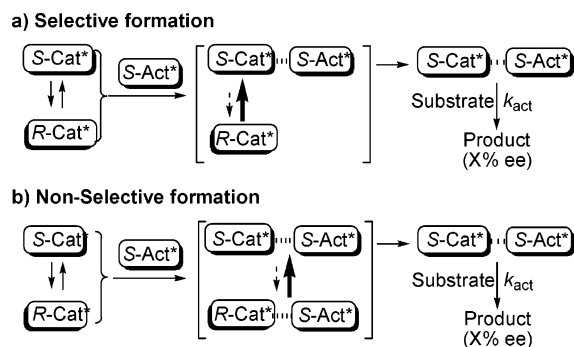 a) Selective formation
S-Cat* S-Act* S-Cat* S-Act* S-Cat* S-Act*
R-Cat* R-Cat* Substrate kact
Product
(X% ee)
b) Non-Selective formation
S-Cat* S-Act* S-Cat* S-Act* S-Cat* S-Act*
R-Cat* R-Cat* S-Act* Substrate kact
Product
(X% ee)